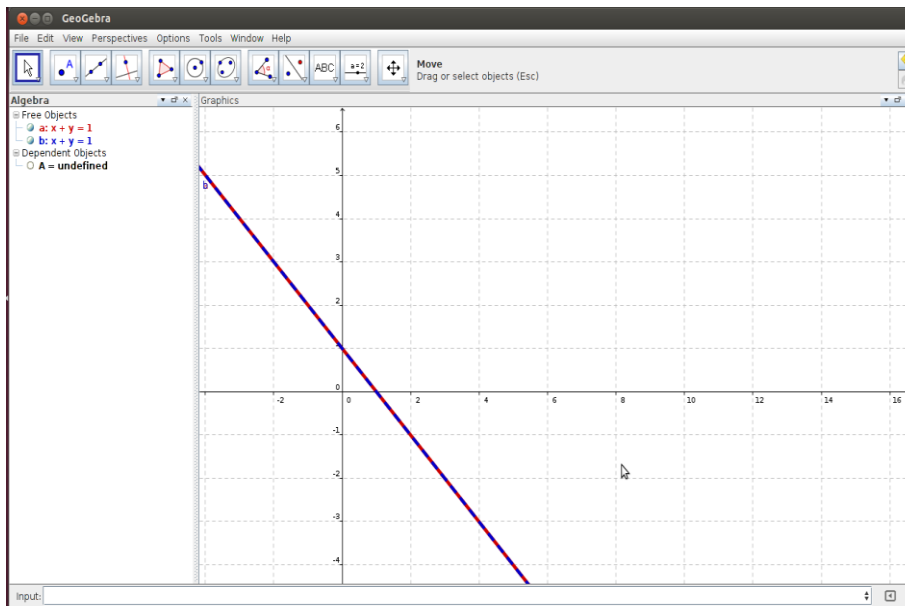 GeoGebra
File Edit View Perspectives Options Tools Window Help
A
ABC
a=2
α
Move
Drag or select objects (Esc)
Algebra
Graphics
Free Objects
a: x + y = 1
b: x + y = 1
Dependent Objects
A = undefined
b
6
5
4
3
2
1
0
-1
-2
-3
-4
-2 0 2 4 6 8 10 12 14 16
Input: